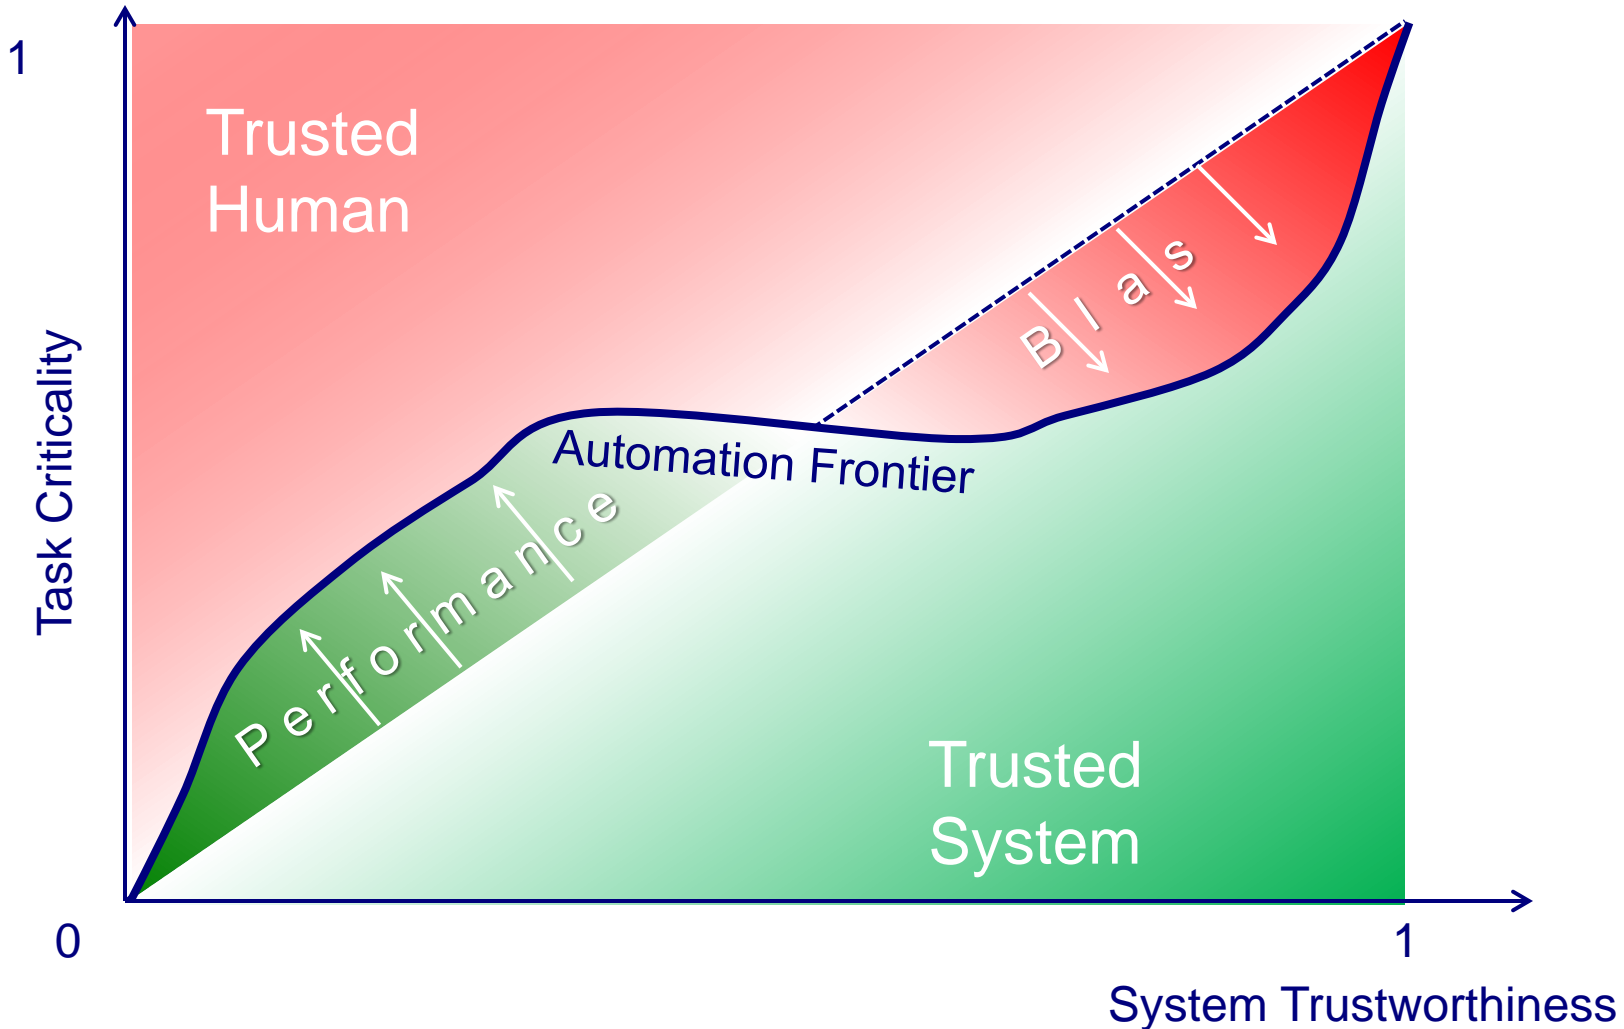 1
Trusted
Human
Bias
Task Criticality
Automation Frontier
Performance
Trusted
System
0
1
System Trustworthiness